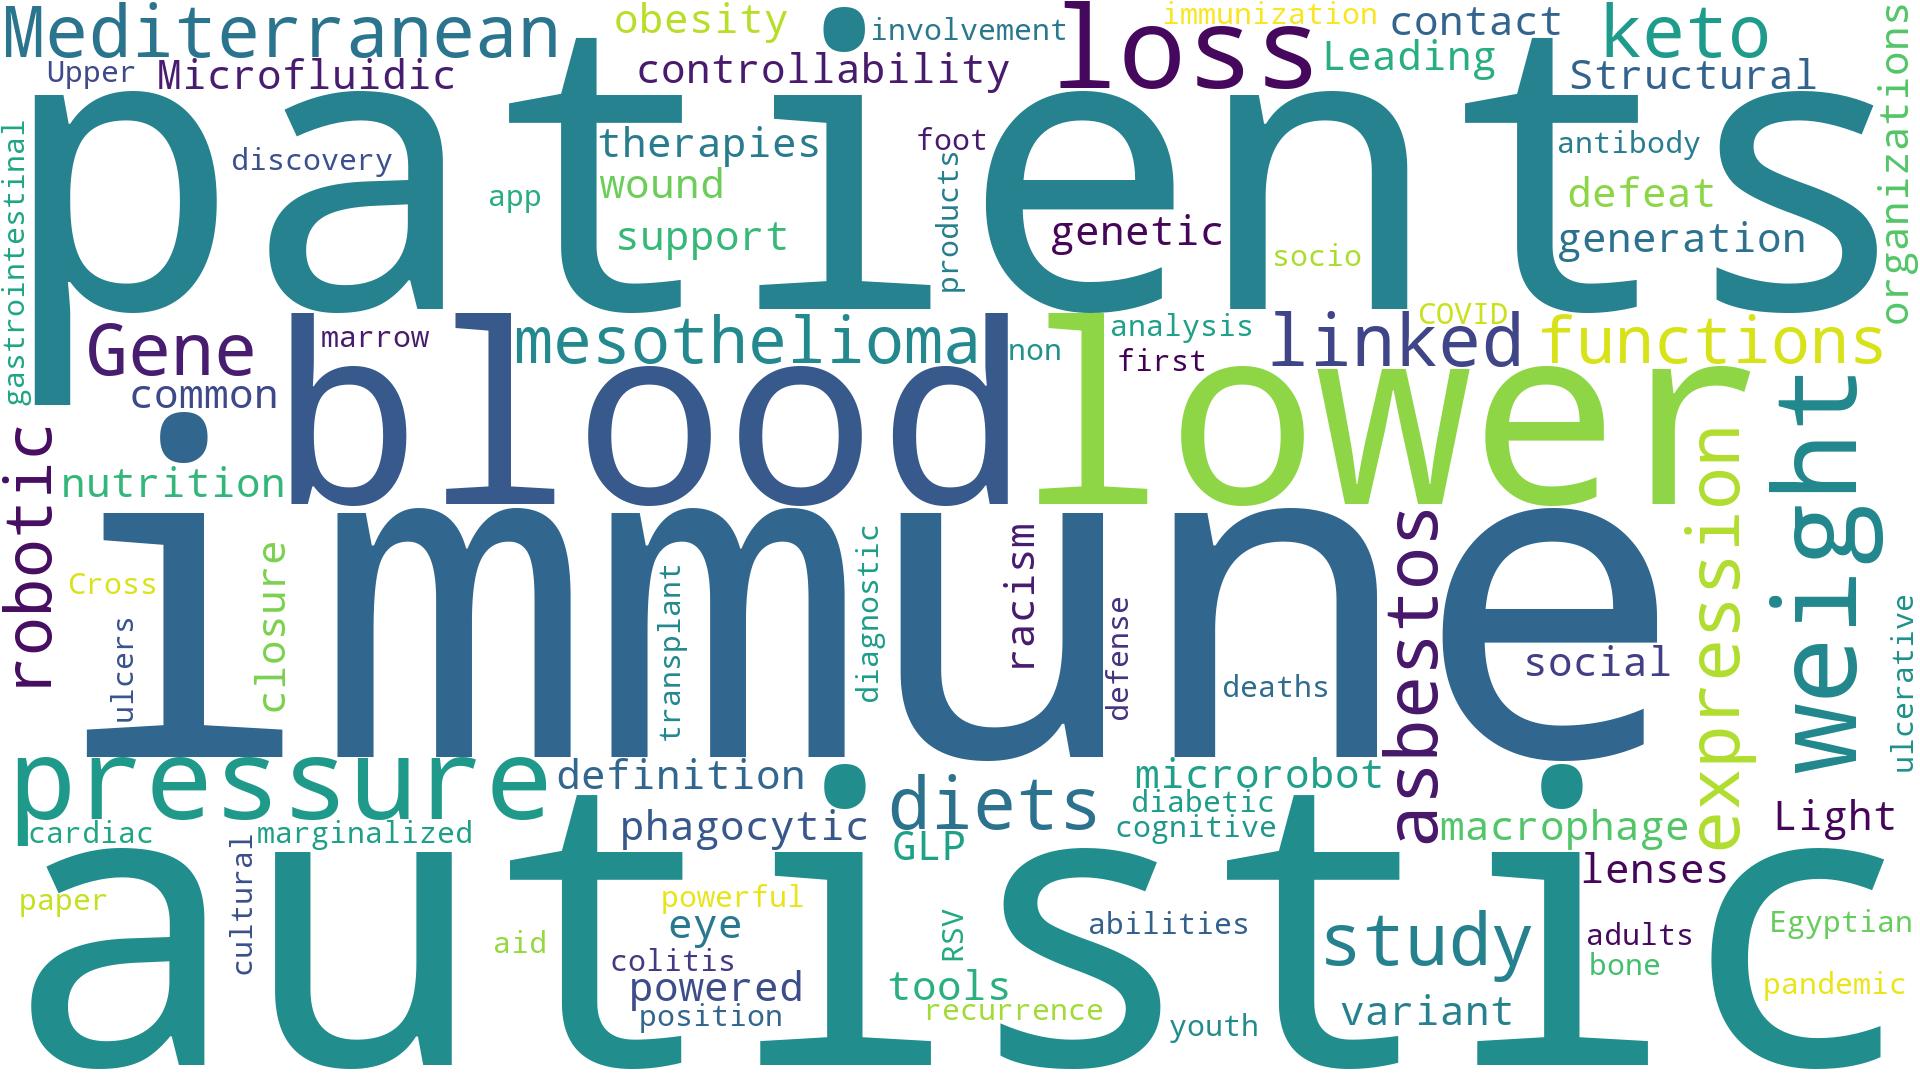 Mediterranean
obesity
involvement
loss
immunization
contact
keto
organizations
Upper
Microfluidic
controllability
Leading
Structural
patients
gastrointestinal
discovery
app
therapies
wound
support
foot
products
genetic
socio
antibody
defeat
generation
Gene
marrow
mesothelioma
non
analysis
first
linked
COVID
functions
common
blood
lower
weight
robotic
nutrition
expression
immune
Cross
ulcers
closure
transplant
diagnostic
racism
defense
deaths
asbestos
social
ulcerative
pressure
definition
diets
microrobot
diabetic
cognitive
cardiac
marginalized
phagocytic
GLP
macrophage
Light
lenses
autistic
paper
cultural
aid
powerful
eye
colitis
powered
position
RSV
tools
recurrence
abilities
youth
study
variant
adults
bone
Egyptian
pandemic